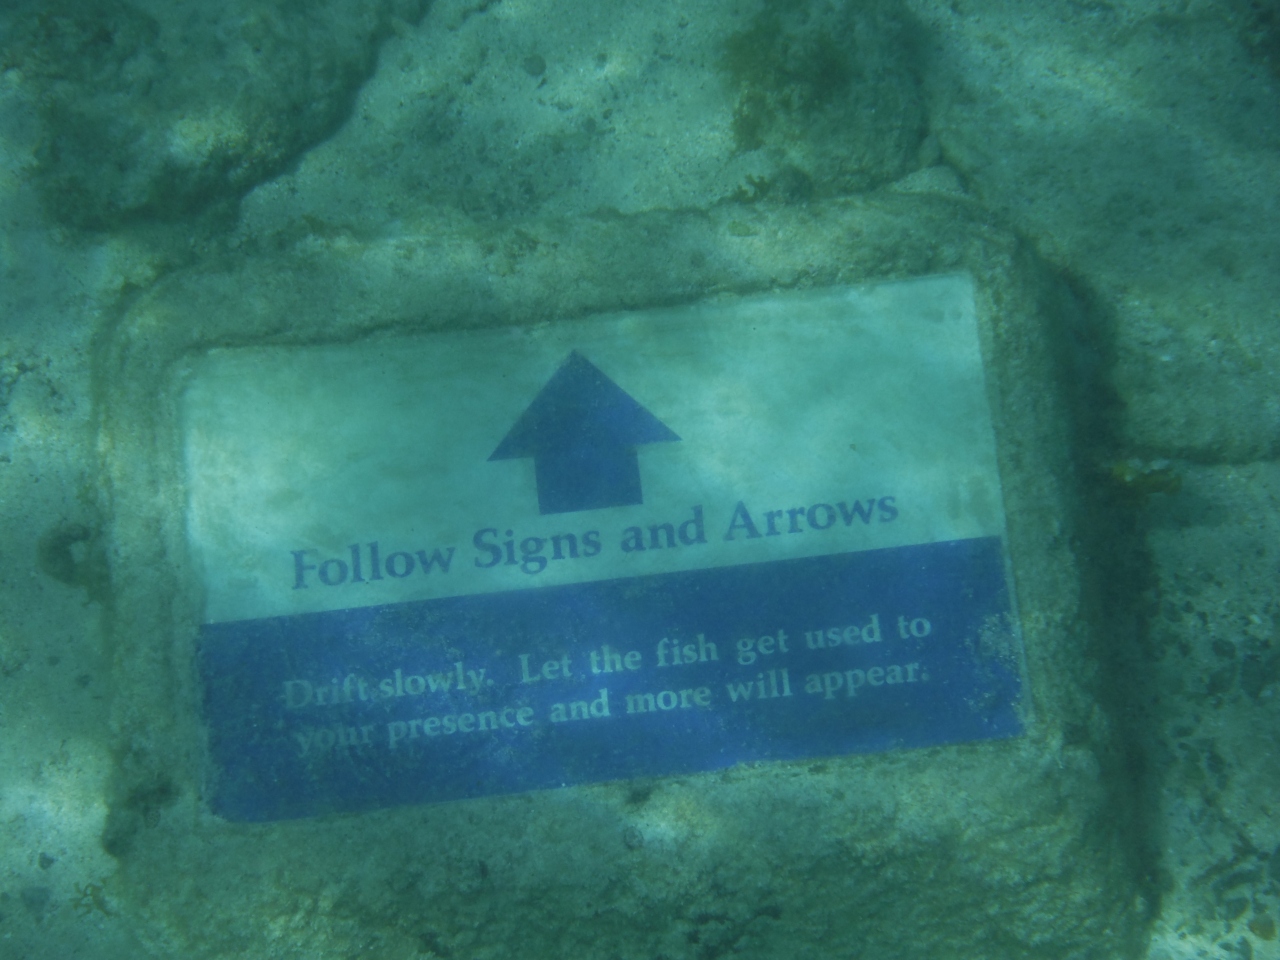 Follow Signs and Arrows
Drift slowly. Let the fish get used to
your presence and more will appear.